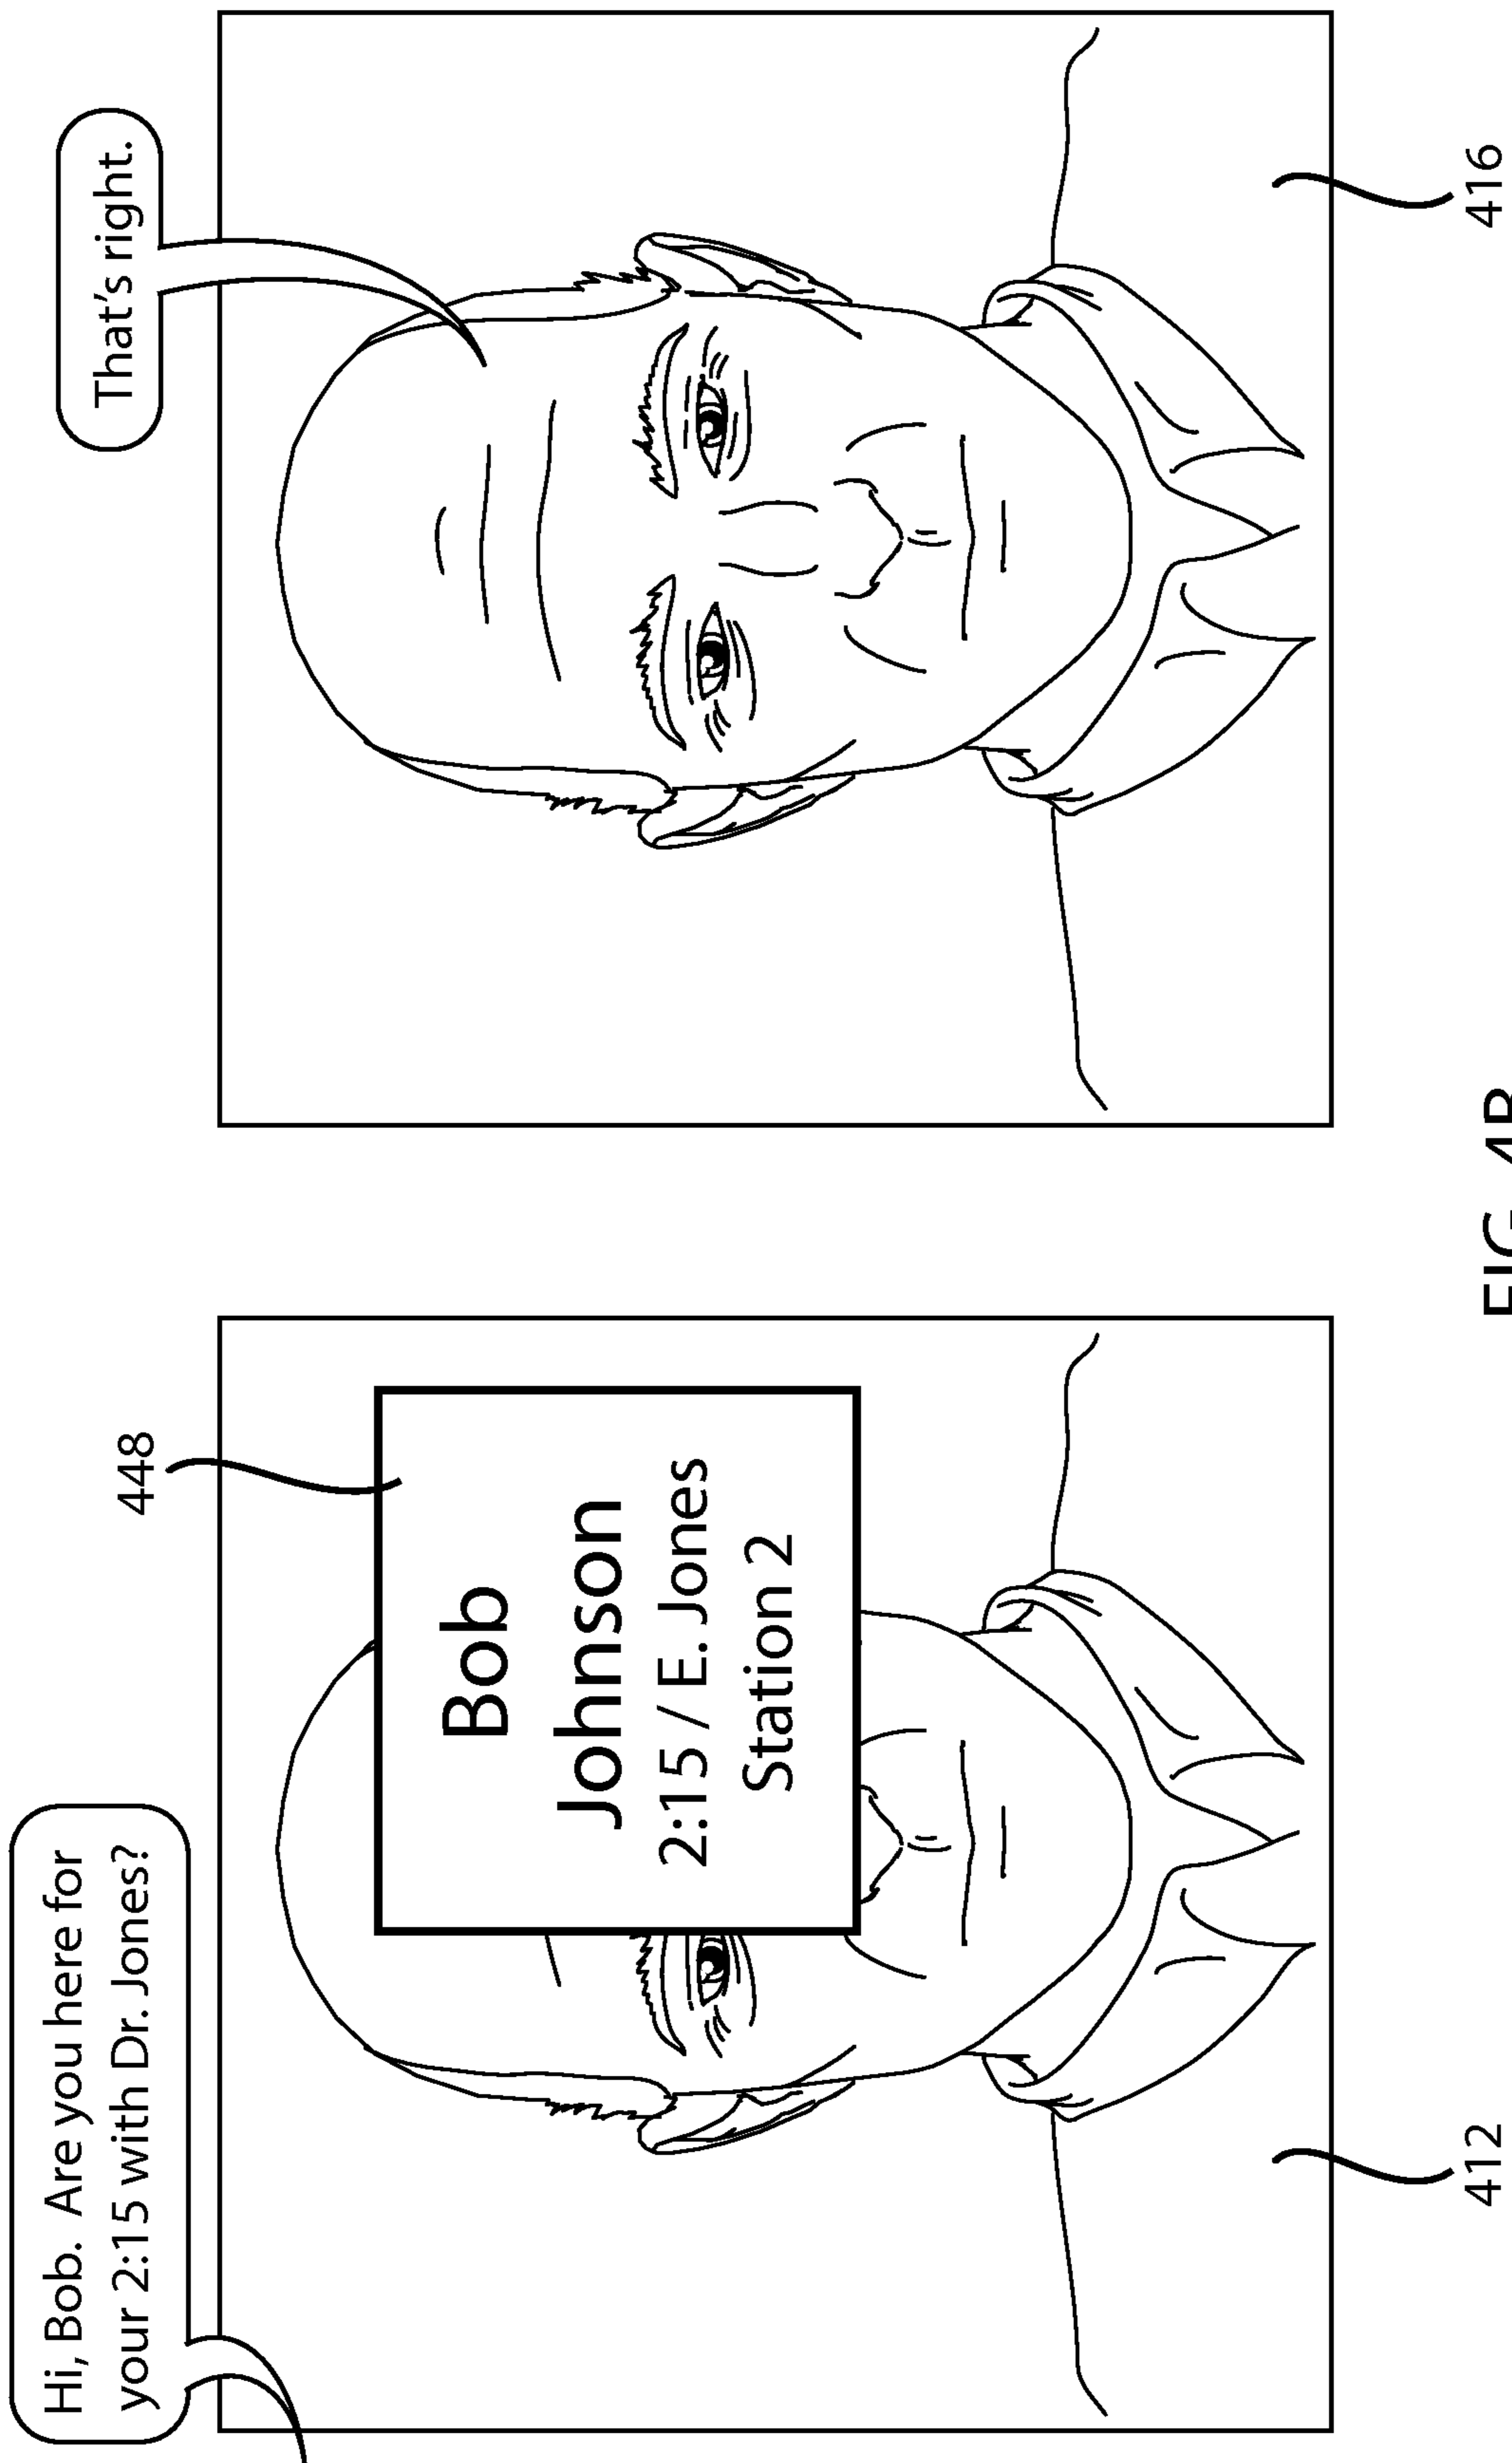 Hi, Bob. Are you here for
your 2:15 with Dr. Jones?
448
Bob
Johnson
2:15 / E. Jones
Station 2
412
That's right.
416
FIG